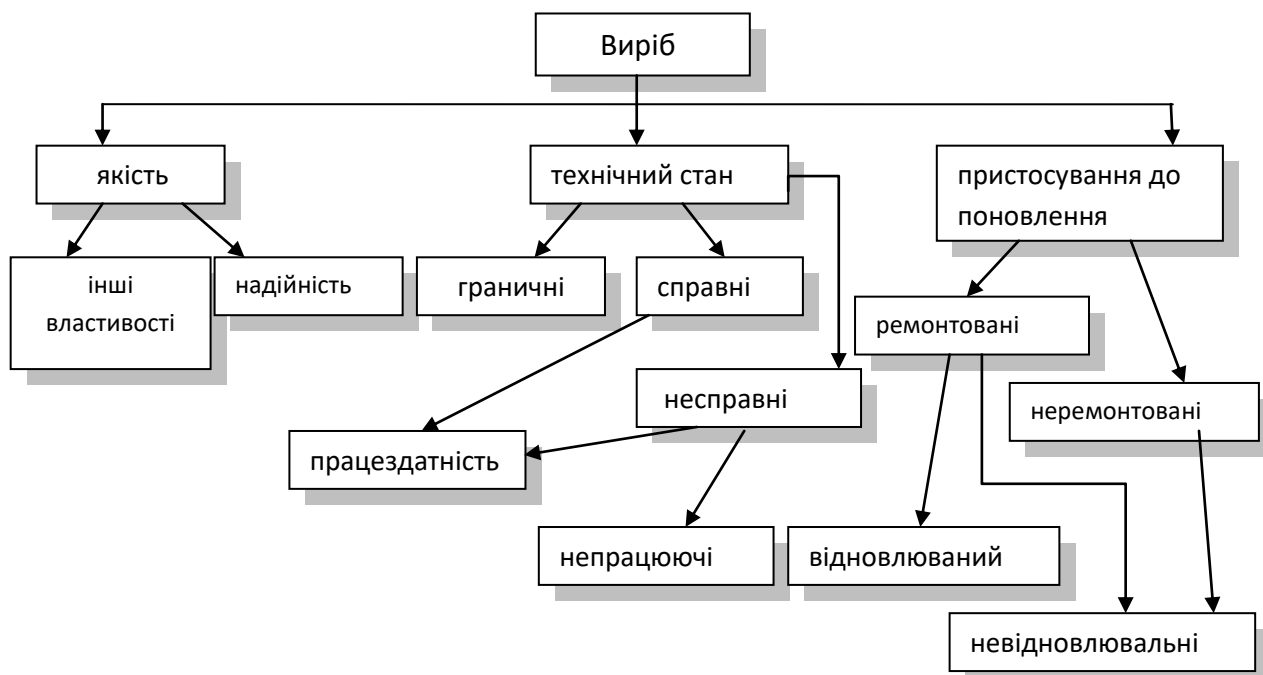 Виріб
якість
технічний стан
пристосування до
поновлення
інші
властивості
надійність
граничні
справні
ремонтовані
несправні
неремонтовані
працездатність
непрацюючі
відновлюваний
невідновлювальні